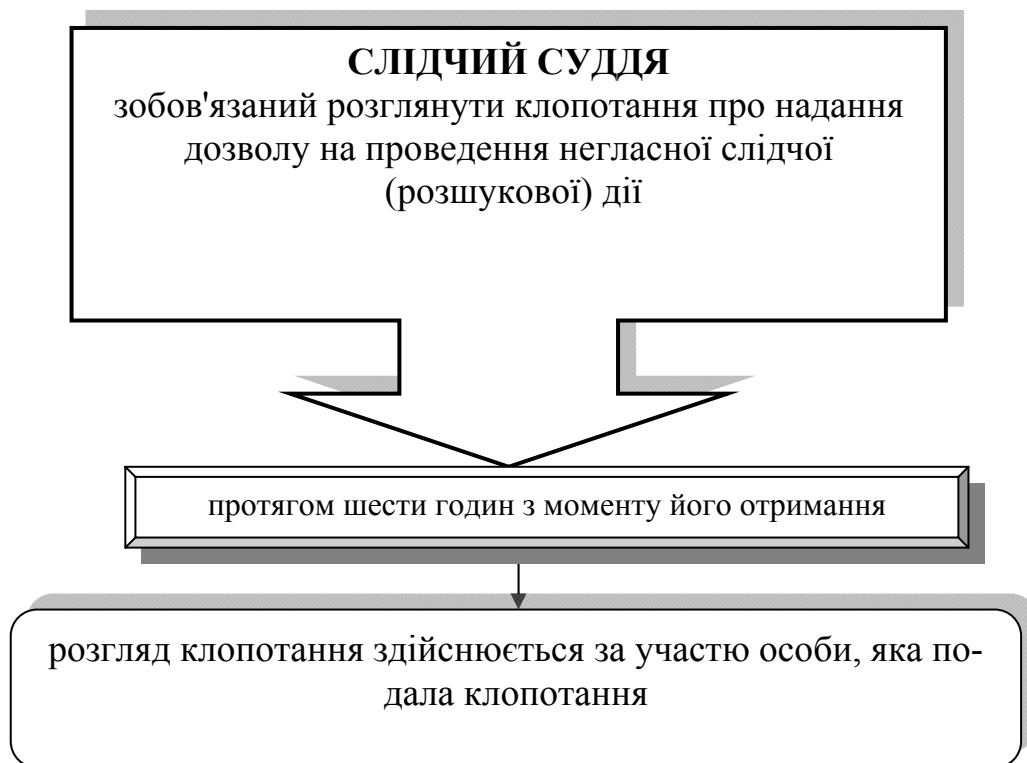 СЛІДЧИЙ СУДДЯ
зобов'язаний розглянути клопотання про надання
дозволу на проведення негласної слідчої
(розшукової) дії
протягом шести годин з моменту його отримання
розгляд клопотання здійснюється за участю особи, яка по-
дала клопотання